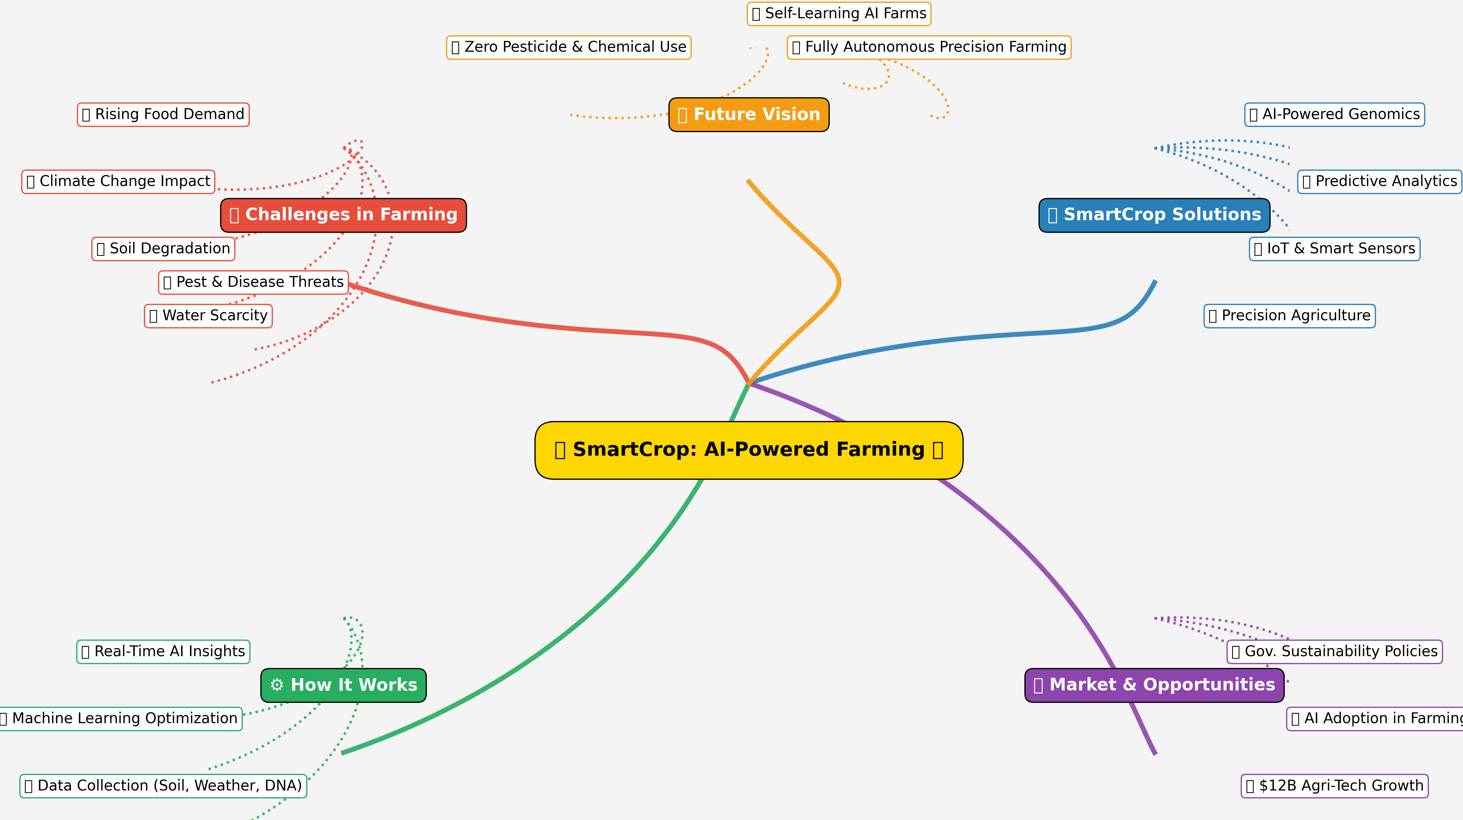 Self-Learning AI Farms
Zero Pesticide & Chemical Use
Fully Autonomous Precision Farming
Future Vision
Rising Food Demand
Climate Change Impact
Challenges in Farming
Soil Degradation
Pest & Disease Threats
Water Scarcity
AI-Powered Genomics
Predictive Analytics
SmartCrop Solutions
IoT & Smart Sensors
Precision Agriculture
SmartCrop: AI-Powered Farming
Real-Time AI Insights
⚙ How It Works
Machine Learning Optimization
Data Collection (Soil, Weather, DNA)
Gov. Sustainability Policies
Market & Opportunities
AI Adoption in Farming
$12B Agri-Tech Growth